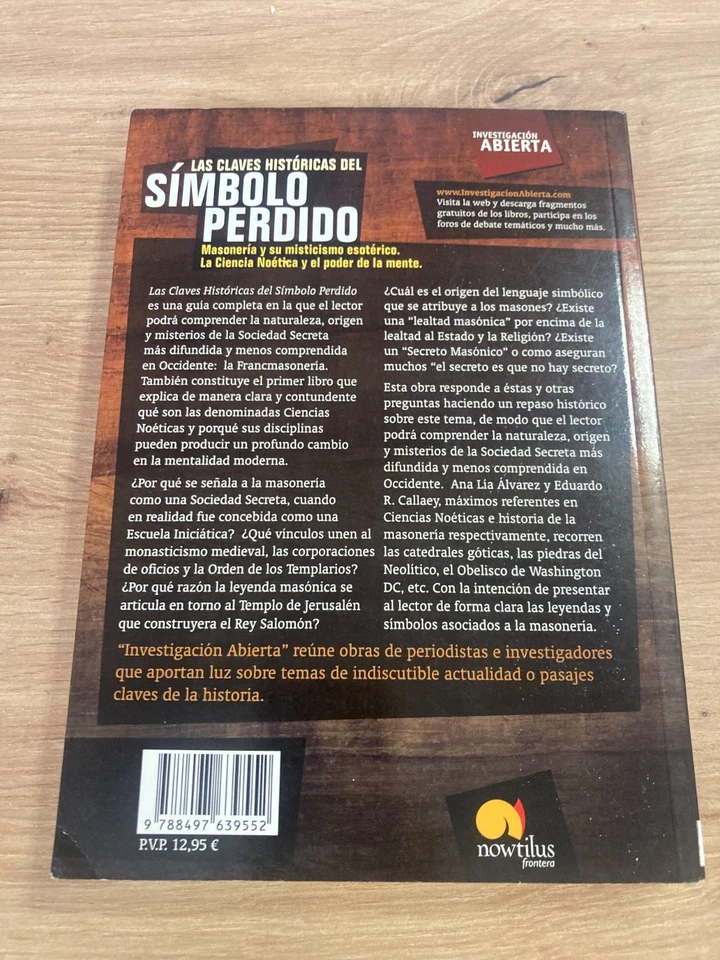 INVESTIGACIÓN
ABIERTA
LAS CLAVES HISTÓRICAS DEL
SÍMBOLO
PERDIDO
Masonería y su misticismo esotérico.
La Ciencia Noética y el poder de la mente.
www.InvestigacionAbierta.com
Visita la web y descarga fragmentos
gratuitos de los libros, participa en los
foros de debate temáticos y mucho más.
Las Claves Históricas del Símbolo Perdido
es una guía completa en la que el lector
podrá comprender la naturaleza, origen
y misterios de la Sociedad Secreta
más difundida y menos comprendida
en Occidente: la Francmasonería.
También constituye el primer libro que
explica de manera clara y contundente
qué son las denominadas Ciencias
Noéticas y porqué sus disciplinas
pueden producir un profundo cambio
en la mentalidad moderna.
¿Por qué se señala a la masonería
como una Sociedad Secreta, cuando
en realidad fue concebida como una
Escuela Iniciática? ¿Qué vínculos unen al
monasticismo medieval, las corporaciones
de oficios y la Orden de los Templarios?
¿Por qué razón la leyenda masónica se
articula en torno al Templo de Jerusalén
que construyera el Rey Salomón?
¿Cuál es el origen del lenguaje simbólico
que se atribuye a los masones? ¿Existe
una “lealtad masónica” por encima de la
lealtad al Estado y la Religión? ¿Existe
un “Secreto Masónico” o como aseguran
muchos “el secreto es que no hay secreto?
Esta obra responde a éstas y otras
preguntas haciendo un repaso histórico
sobre este tema, de modo que el lector
podrá comprender la naturaleza, origen
y misterios de la Sociedad Secreta más
difundida y menos comprendida en
Occidente. Ana Lía Álvarez y Eduardo
R. Callaey, máximos referentes en
Ciencias Noéticas e historia de la
masonería respectivamente, recorren
las catedrales góticas, las piedras del
Neolítico, el Obelisco de Washington
DC, etc. Con la intención de presentar
al lector de forma clara las leyendas y
símbolos asociados a la masonería.
“Investigación Abierta” reúne obras de periodistas e investigadores
que aportan luz sobre temas de indiscutible actualidad o pasajes
claves de la historia.
9 788497 639552
P.V.P. 12,95 €
nowtilus
frontera